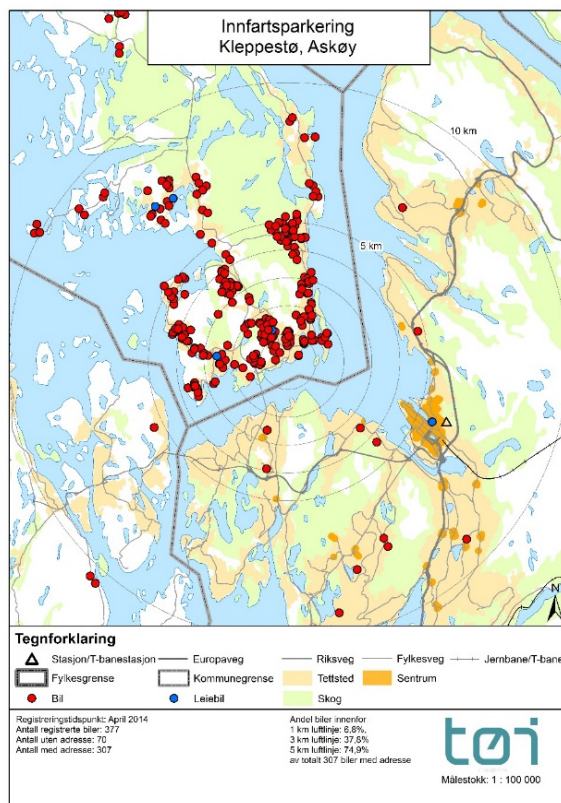 Innfartsparkering
Kleppestø, Askøy
10 km
5 km
N
Tegnforklaring
Stasjon/T-banestasjon
Europaveg
Riksveg
Fylkesveg
Jernbane/T-bane
Fylkesgrense
Kommunegrense
Tettsted
Sentrum
Bil
Leiebil
Skog
Registreringstidspunkt: April 2014
Antall registrerte biler: 377
Antall uten adresse: 70
Antall med adresse: 307
Andel biler innenfor
1 km luftlinje: 6,8%,
3 km luftlinje: 37,8%
5 km luftlinje: 74,9%
av totalt 307 biler med adresse
tøi
Målestokk: 1 : 100 000